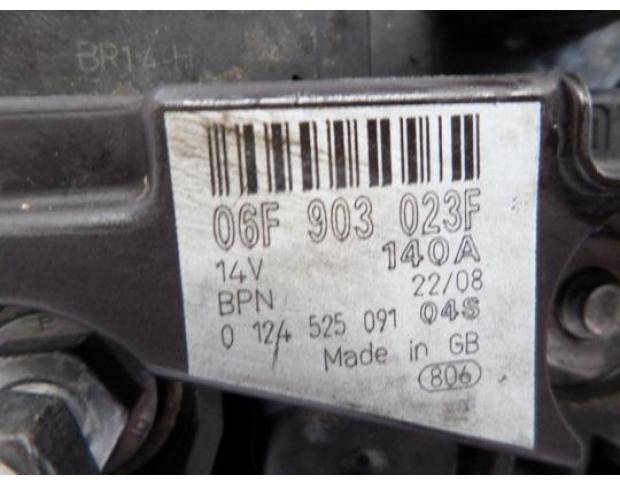 BR14-H
06F 903 023F
14V 140A
BPN 22/08
0 124 525 091 04S
Made in GB
806